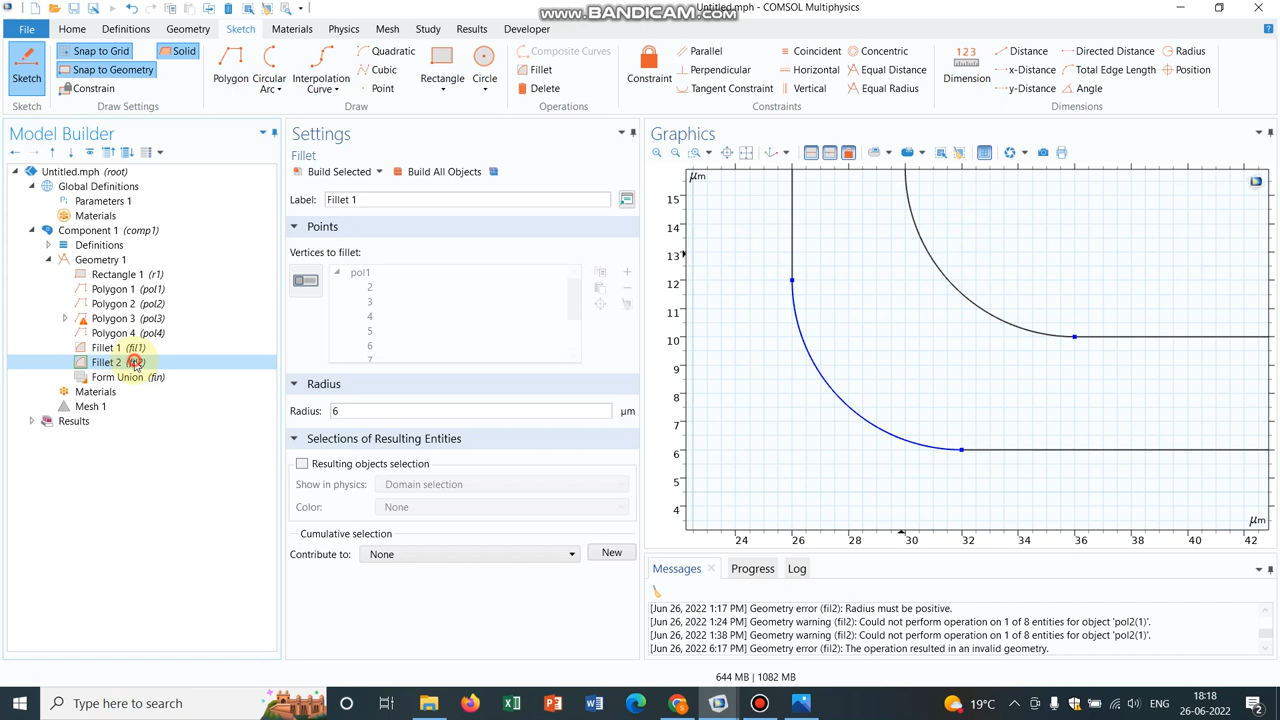 Untitled.mph - COMSOL Multiphysics
www.BANDICAM.com
File Home Definitions Geometry Sketch Materials Physics Mesh Study Results Developer
Snap to Grid Solid Quadratic Composite Curves Parallel Coincident Concentric Distance Directed Distance Radius
Snap to Geometry Cubic Fillet Perpendicular Horizontal Equal Distance x-Distance Total Edge Length Position
Sketch Constrain Polygon Circular Arc Interpolation Curve Point Rectangle Circle Delete Constraint Tangent Constraint Vertical Equal Radius 123 Dimension y-Distance Angle
Sketch Draw Settings Draw Operations Constraints Dimensions
Model Builder
Untitled.mph (root)
Global Definitions
Pi Parameters 1
Materials
Component 1 (comp1)
Definitions
Geometry 1
Rectangle 1 (r1)
Polygon 1 (pol1)
Polygon 2 (pol2)
Polygon 3 (pol3)
Polygon 4 (pol4)
Fillet 1 (fil1)
Fillet 2
Form Union (fin)
Materials
Mesh 1
Results
Settings
Fillet
Build Selected Build All Objects
Label: Fillet 1
Points
Vertices to fillet:
pol1
2
3
4
5
6
7
Radius
Radius: 6 μm
Selections of Resulting Entities
Resulting objects selection
Show in physics: Domain selection
Color: None
Cumulative selection
Contribute to: None New
Graphics
μm
15
14
13
12
11
10
9
8
7
6
5
4
μm
24 26 28 30 32 34 36 38 40 42
Messages Progress Log
[Jun 26, 2022 1:17 PM] Geometry error (fil2): Radius must be positive.
[Jun 26, 2022 1:24 PM] Geometry warning (fil2): Could not perform operation on 1 of 8 entities for object 'pol2(1)'.
[Jun 26, 2022 1:38 PM] Geometry warning (fil2): Could not perform operation on 1 of 8 entities for object 'pol2(1)'.
[Jun 26, 2022 6:17 PM] Geometry error (fil2): The operation resulted in an invalid geometry.
644 MB | 1082 MB
Type here to search
19°C
ENG
18:18
26-06-2022
2